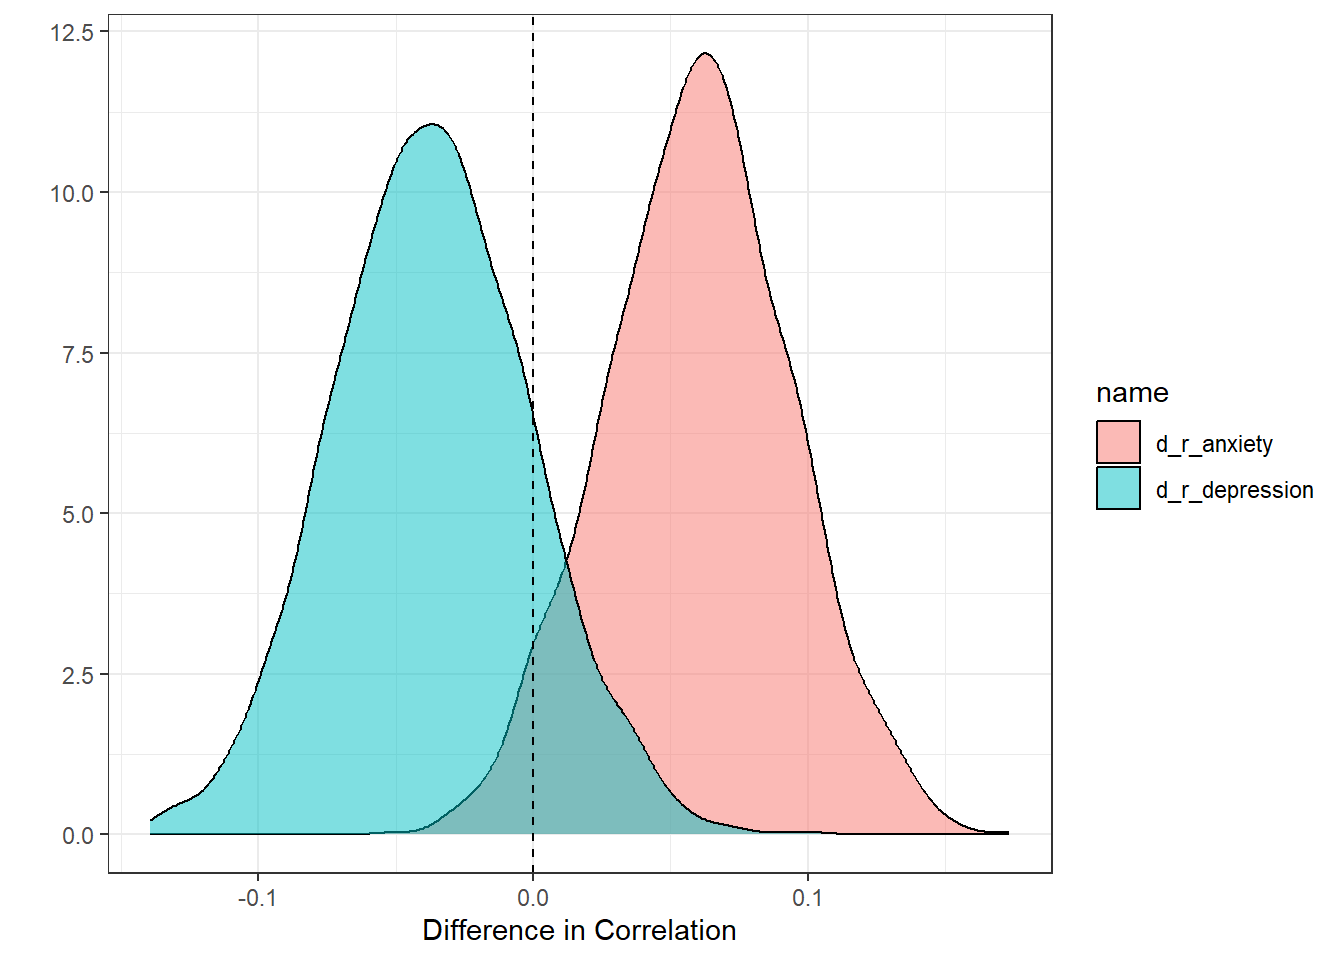 12.5
10.0
7.5
5.0
2.5
0.0
-0.1
0.0
0.1
Difference in Correlation
name
d_r_anxiety
d_r_depression